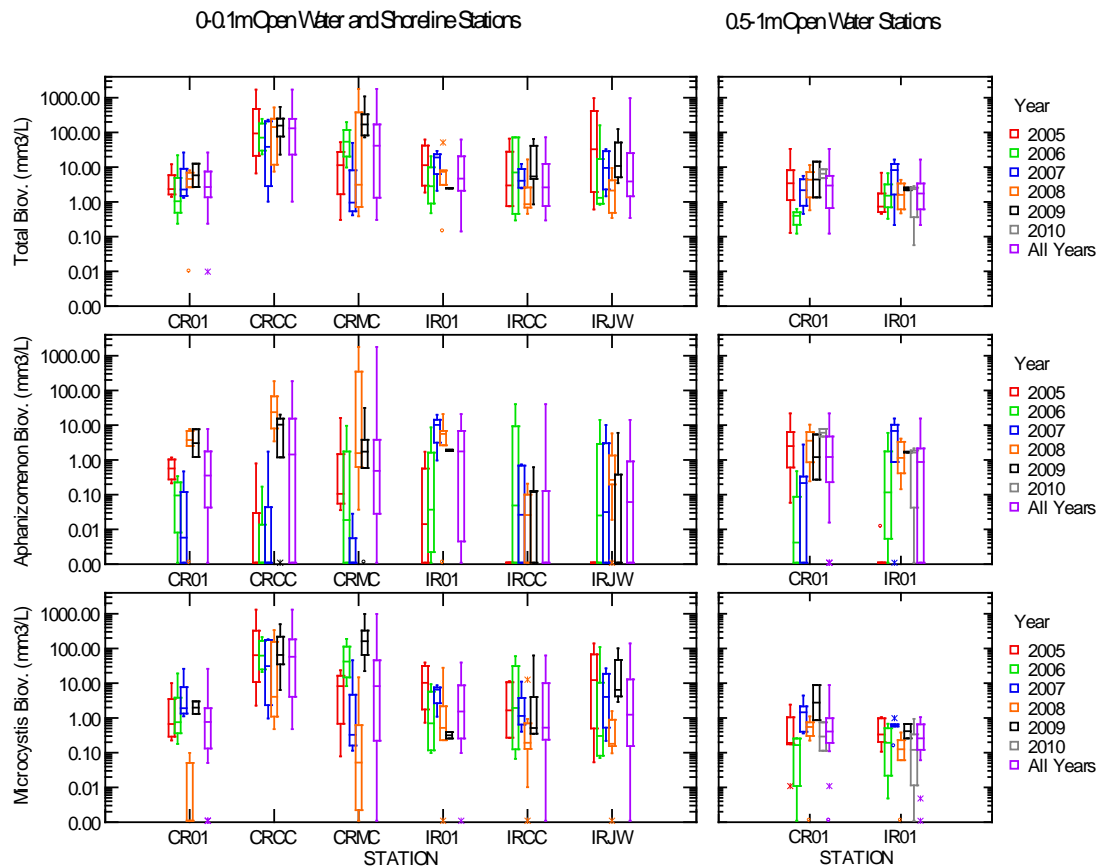 0-0.1m Open Water and Shoreline Stations
0.5-1m Open Water Stations
Total Biov. (mm3/L)
1000.00
100.00
10.00
1.00
0.10
0.01
0.00
CR01 CRCC CRMC IR01 IRCC IRJW
CR01 IR01
Year
2005
2006
2007
2008
2009
2010
All Years
Aphanizomenon Biov. (mm3/L)
1000.00
100.00
10.00
1.00
0.10
0.01
0.00
CR01 CRCC CRMC IR01 IRCC IRJW
CR01 IR01
Year
2005
2006
2007
2008
2009
2010
All Years
Microcystis Biov. (mm3/L)
1000.00
100.00
10.00
1.00
0.10
0.01
0.00
CR01 CRCC CRMC IR01 IRCC IRJW
STATION
CR01 IR01
STATION
Year
2005
2006
2007
2008
2009
2010
All Years